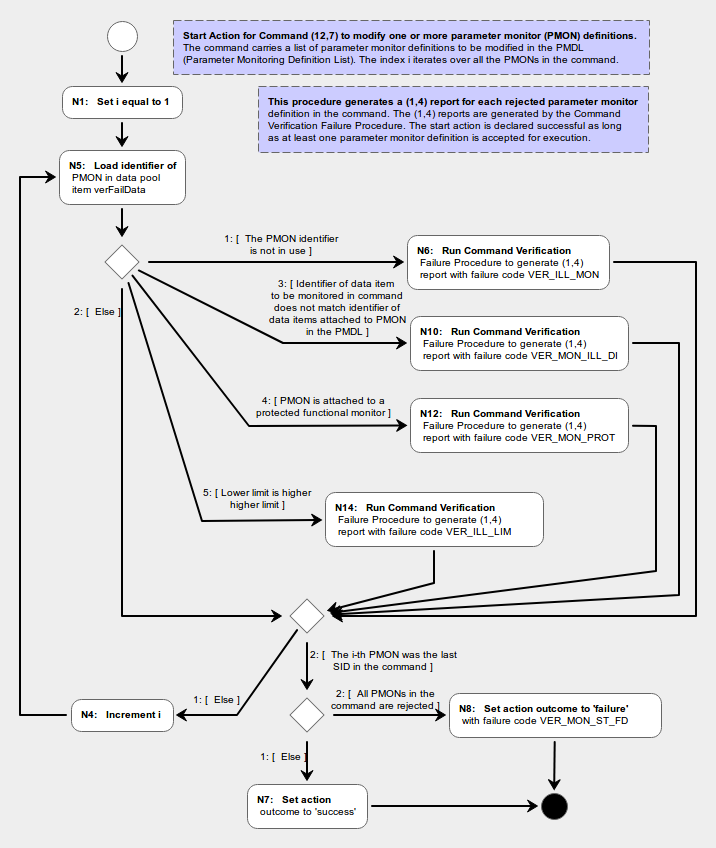 Start Action for Command (12,7) to modify one or more parameter monitor (PMON) definitions.
The command carries a list of parameter monitor definitions to be modified in the PMDL
(Parameter Monitoring Definition List). The index i iterates over all the PMONs in the command.
N1: Set i equal to 1
This procedure generates a (1,4) report for each rejected parameter monitor
definition in the command. The (1,4) reports are generated by the Command
Verification Failure Procedure. The start action is declared successful as long
as at least one parameter monitor definition is accepted for execution.
N5: Load identifier of
PMON in data pool
item verFailData
1: [ The PMON identifier
is not in use ]
N6: Run Command Verification
Failure Procedure to generate (1,4)
report with failure code VER_ILL_MON
2: [ Else ]
3: [ Identifier of data item
to be monitored in command
does not match identifier of
data items attached to PMON
in the PMDL ]
N10: Run Command Verification
Failure Procedure to generate (1,4)
report with failure code VER_MON_ILL_DI
4: [ PMON is attached to a
protected functional monitor ]
N12: Run Command Verification
Failure Procedure to generate (1,4)
report with failure code VER_MON_PROT
5: [ Lower limit is higher
higher limit ]
N14: Run Command Verification
Failure Procedure to generate (1,4)
report with failure code VER_ILL_LIM
2: [ The i-th PMON was the last
SID in the command ]
1: [ Else ]
N4: Increment i
2: [ All PMONs in the
command are rejected ]
N8: Set action outcome to 'failure'
with failure code VER_MON_ST_FD
1: [ Else ]
N7: Set action
outcome to 'success'